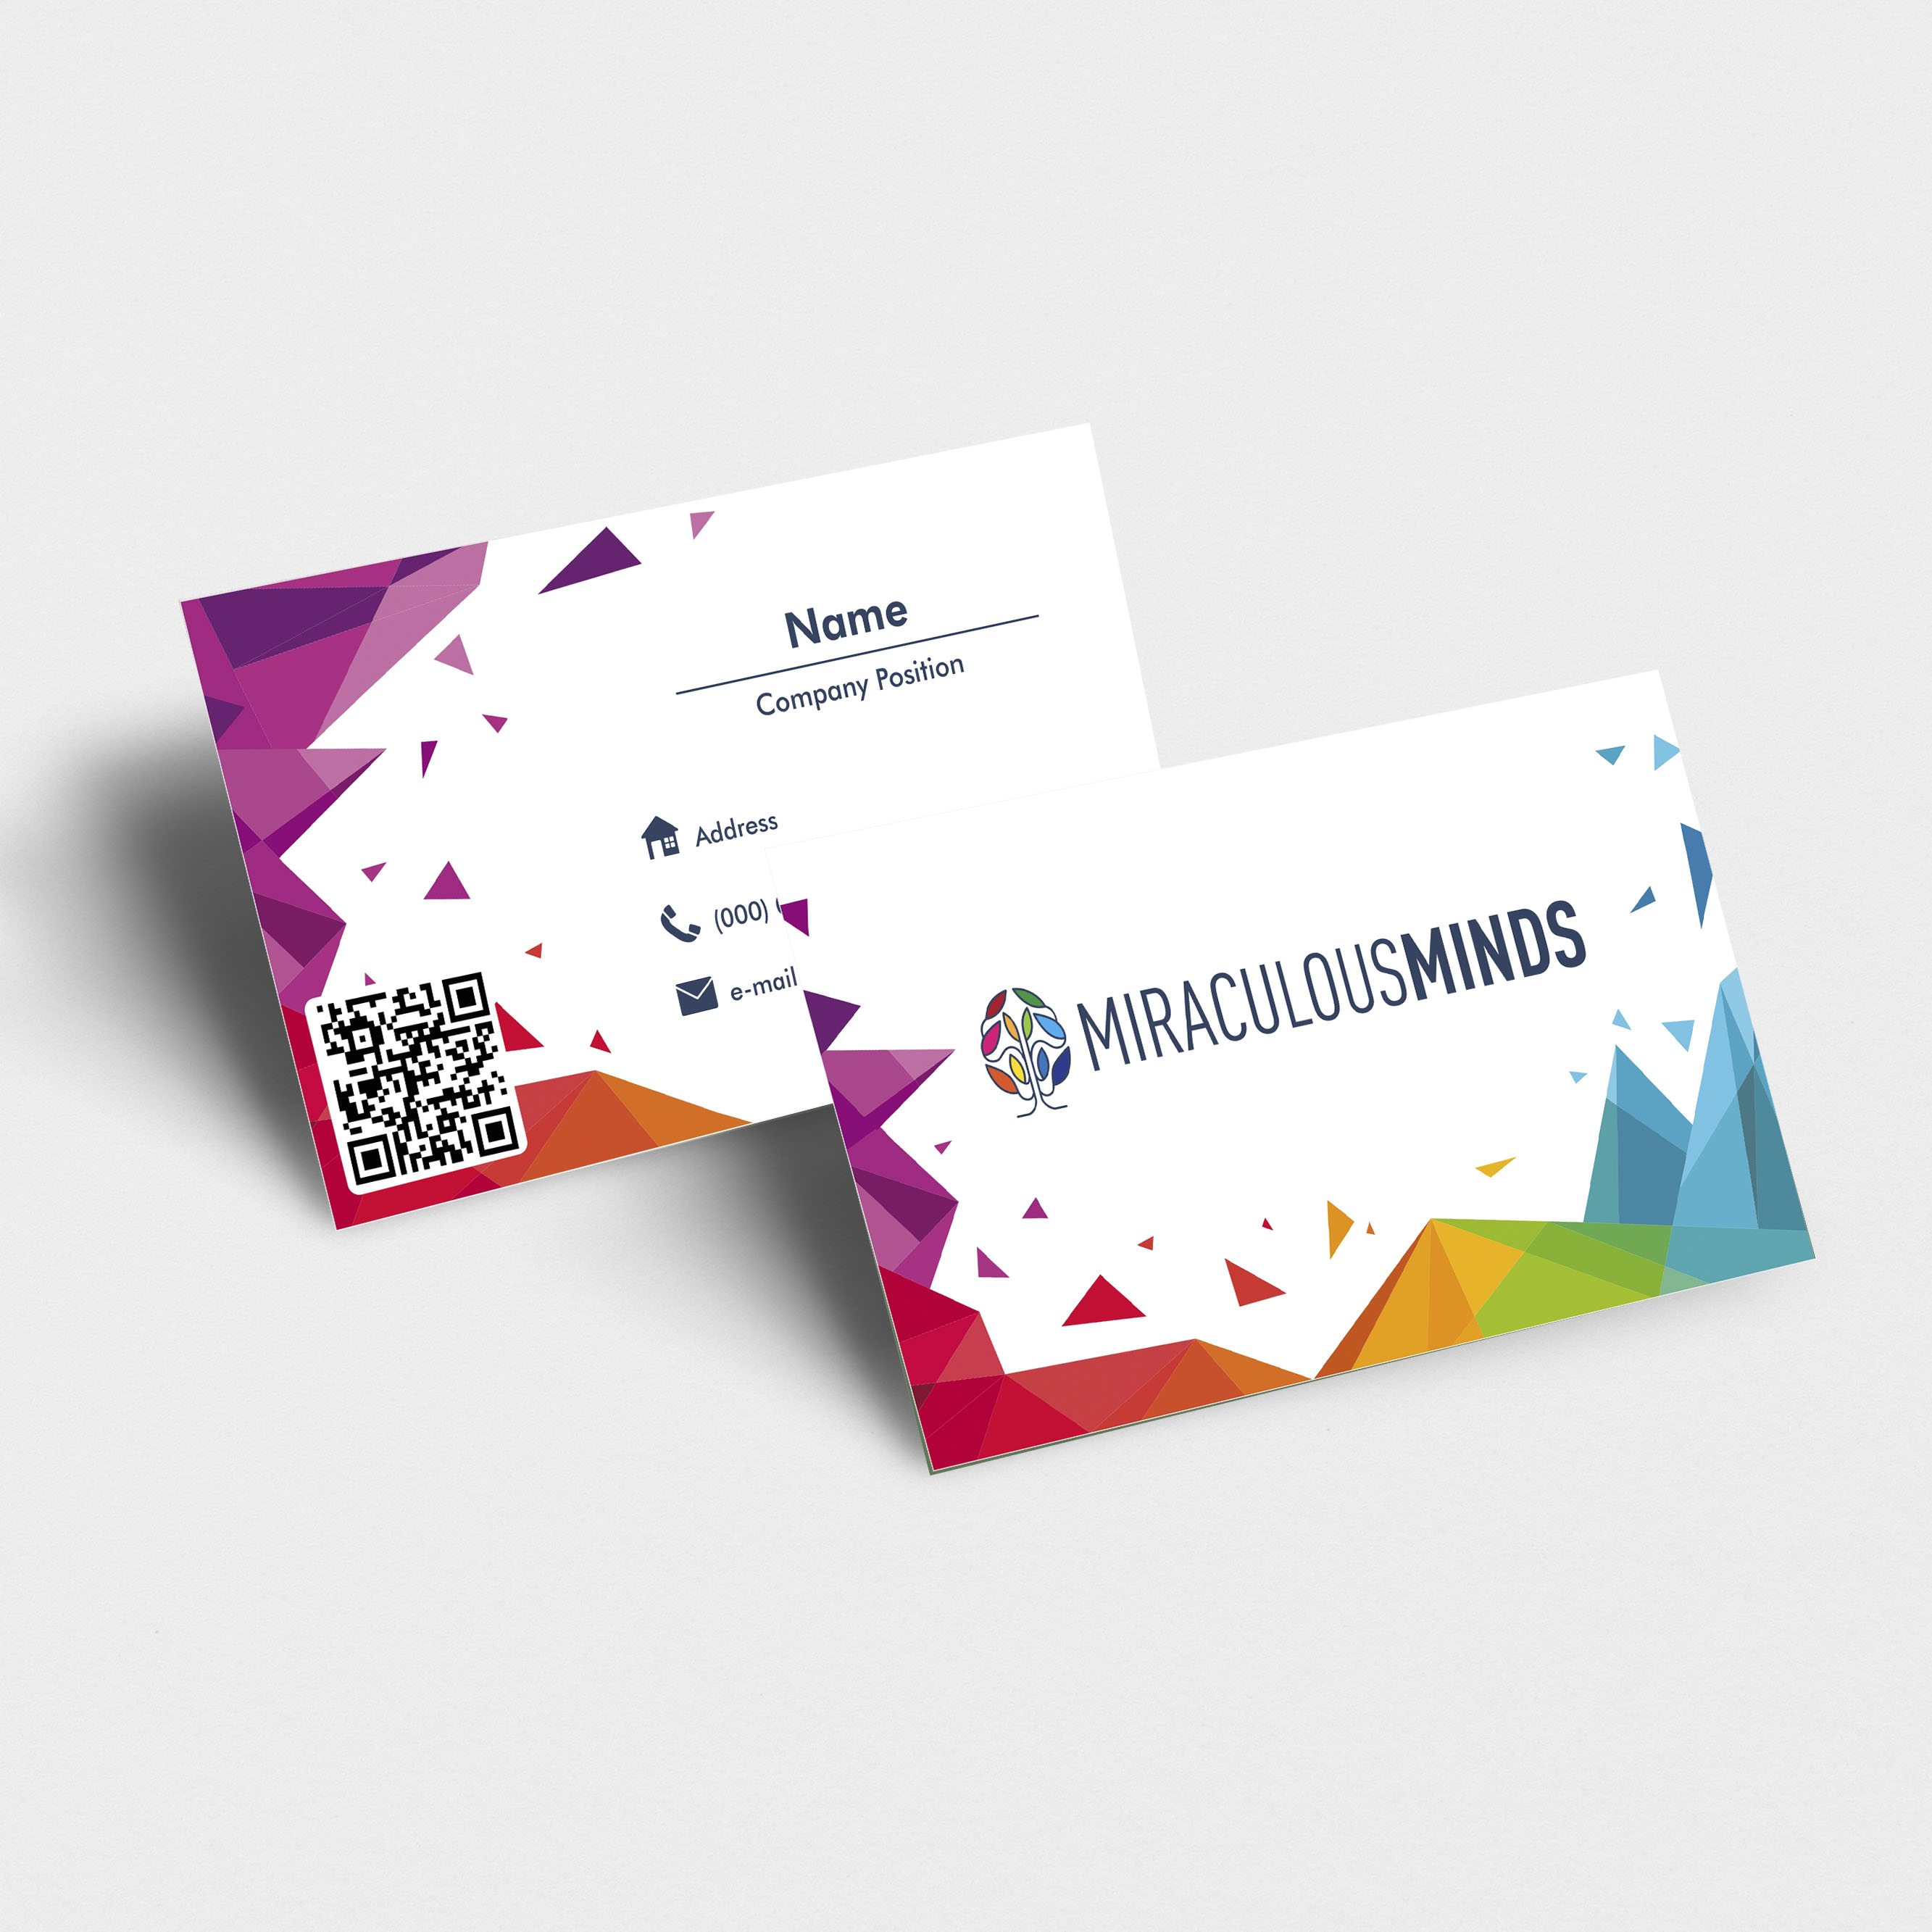 Name
Company Position
Address
(000)
e-mail
MIRACULOUSMINDS